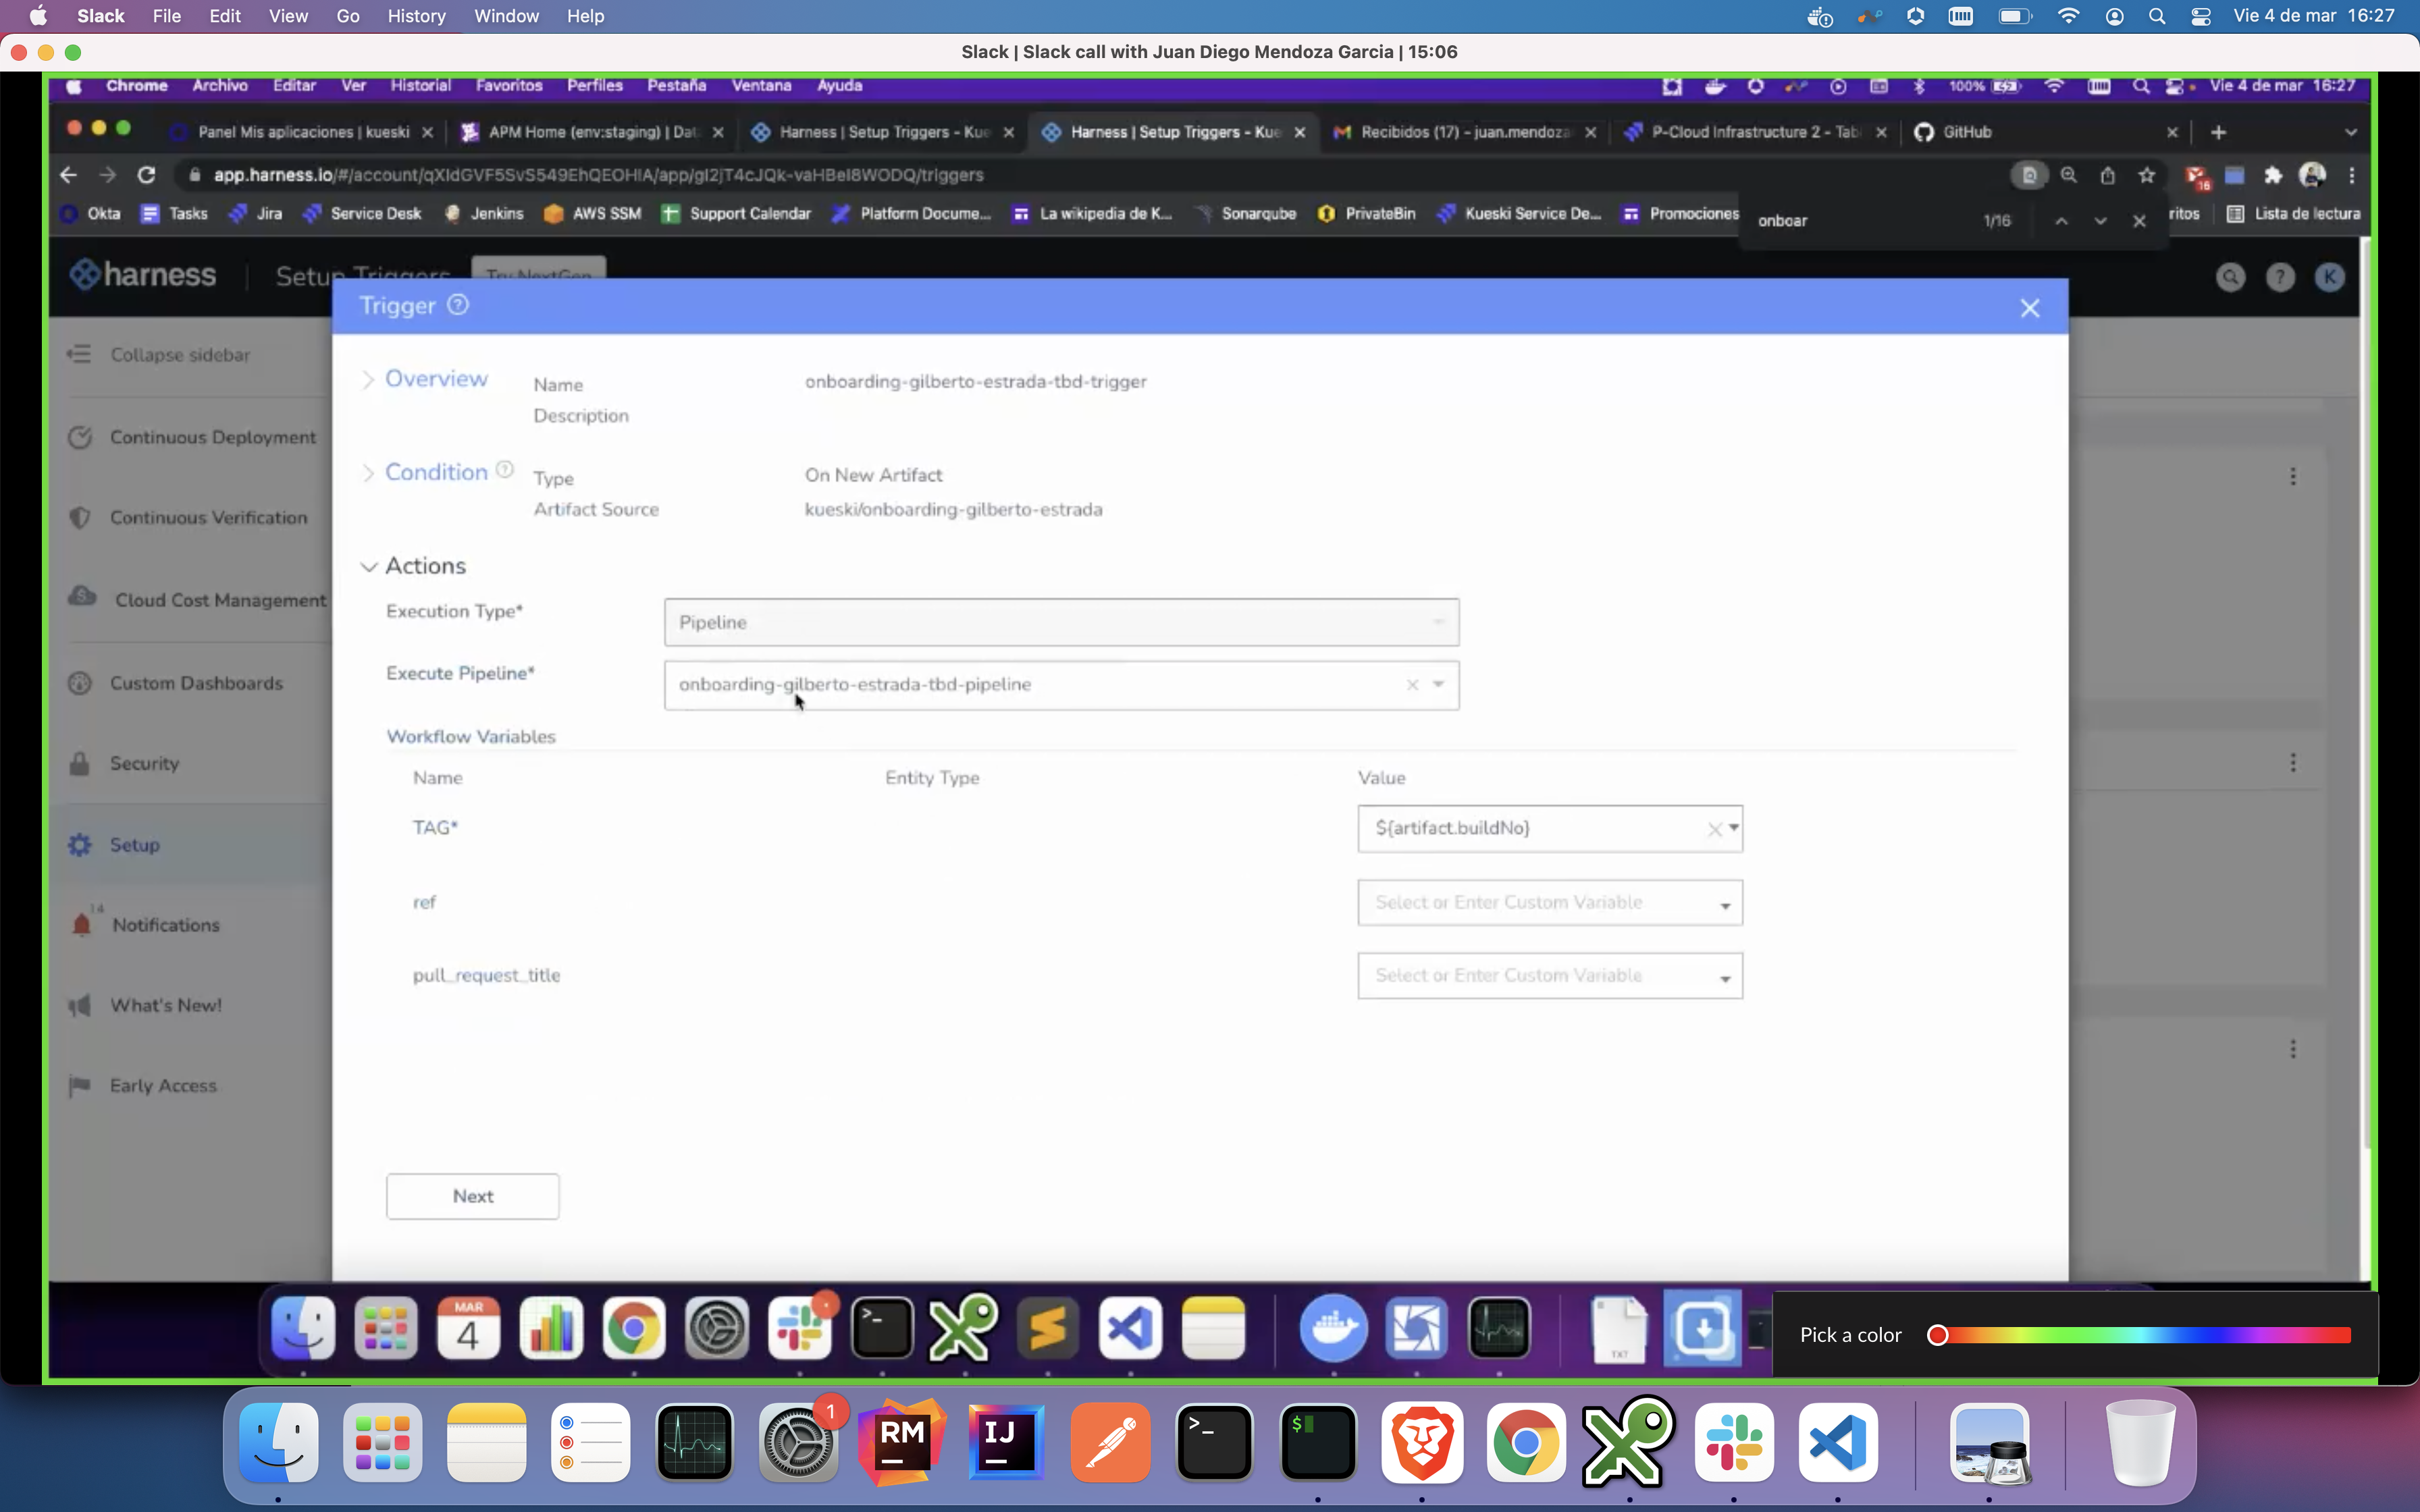 Slack File Edit View Go History Window Help Vie 4 de mar 16:27
Slack | Slack call with Juan Diego Mendoza Garcia | 15:06
Chrome Archivo Editar Ver Historial Favoritos Perfiles Pestaña Ventana Ayuda 100% Vie 4 de mar 16:27
Panel Mis aplicaciones | kueski APM Home (env:staging) | Dat Harness | Setup Triggers - Kue Harness | Setup Triggers - Kue Recibidos (17) - juan.mendoza P-Cloud Infrastructure 2 - Tab GitHub
app.harness.io/#/account/qXIdGVF5SvS549EhQEOHIA/app/gI2jT4cJQk-vaHBeI8WODQ/triggers 16
Okta Tasks Jira Service Desk Jenkins AWS SSM Support Calendar Platform Docume... La wikipedia de K... Sonarqube PrivateBin Kueski Service De... Promociones ritos Lista de lectura
onboar 1/16
harness Setup Triggers Try NextGen ? K
Trigger ?
Collapse sidebar
Continuous Deployment
Continuous Verification
Cloud Cost Management
Custom Dashboards
Security
Setup
14
Notifications
What's New!
Early Access
Overview
Name onboarding-gilberto-estrada-tbd-trigger
Description
Condition ?
Type On New Artifact
Artifact Source kueski/onboarding-gilberto-estrada
Actions
Execution Type* Pipeline
Execute Pipeline* onboarding-gilberto-estrada-tbd-pipeline
Workflow Variables
Name Entity Type Value
TAG* ${artifact.buildNo}
ref Select or Enter Custom Variable
pull_request_title Select or Enter Custom Variable
Next
MAR
4
>_
TXT
Pick a color
1
RM
IJ
>_
$